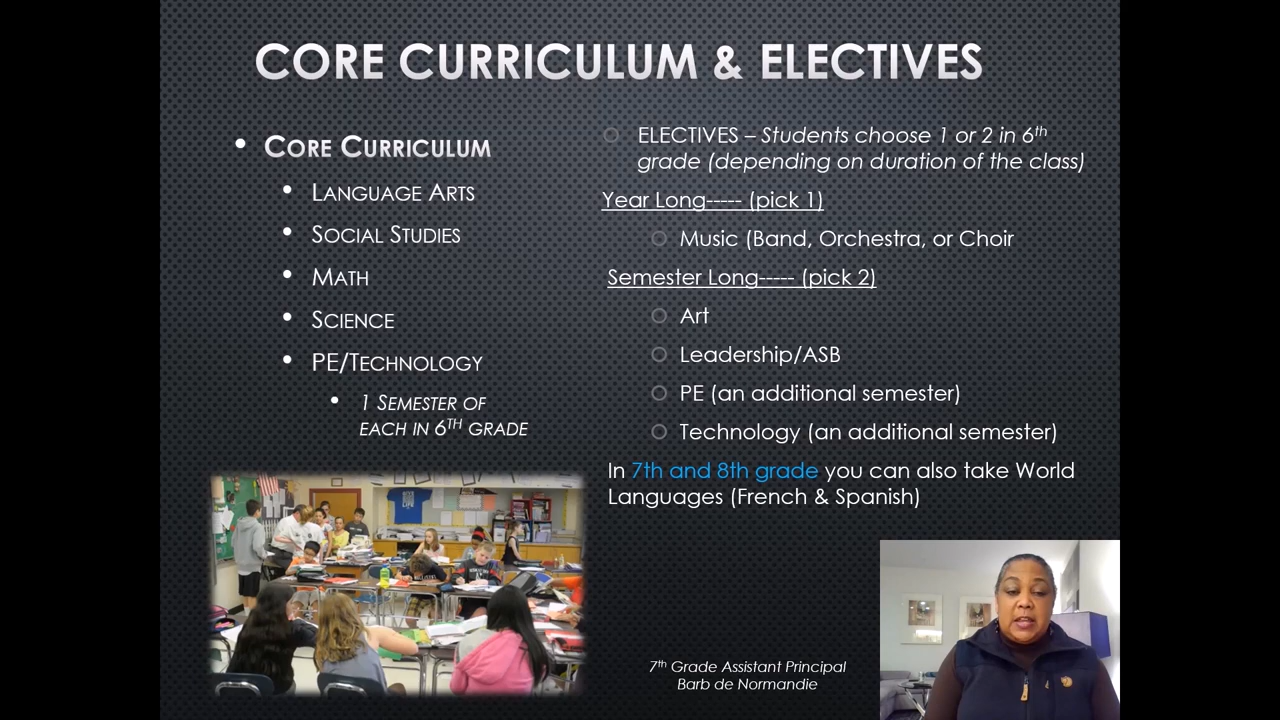 CORE CURRICULUM & ELECTIVES
CORE CURRICULUM
LANGUAGE ARTS
SOCIAL STUDIES
MATH
SCIENCE
PE/TECHNOLOGY
1 SEMESTER OF
EACH IN 6TH GRADE
ELECTIVES – Students choose 1 or 2 in 6th
grade (depending on duration of the class)
Year Long----- (pick 1)
Music (Band, Orchestra, or Choir
Semester Long----- (pick 2)
Art
Leadership/ASB
PE (an additional semester)
Technology (an additional semester)
In 7th and 8th grade you can also take World
Languages (French & Spanish)
7th Grade Assistant Principal
Barb de Normandie